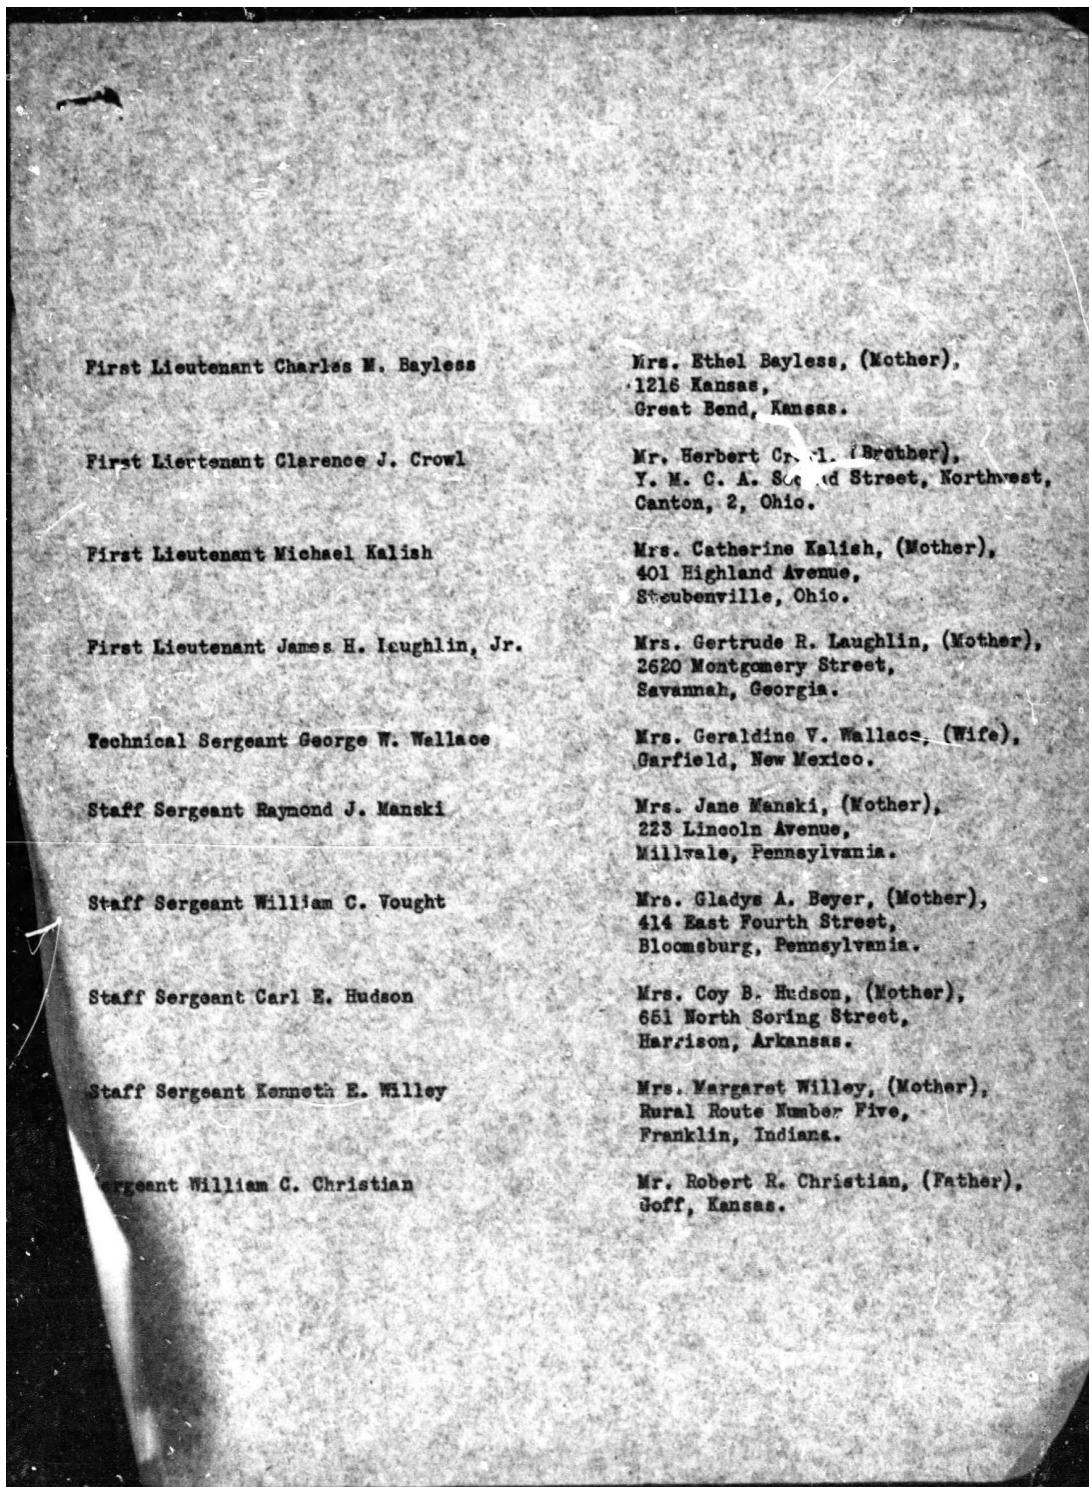 First Lieutenant Charles M. Bayless
Mrs. Ethel Bayless, (Mother),
1216 Kansas,
Great Bend, Kansas.
First Lieutenant Clarence J. Crowl
Mr. Herbert (Brother),
Y. M. C. A. Street, Northwest,
Canton, 2, Ohio.
First Lieutenant Michael Kalish
Mrs. Catherine Kalish, (Mother),
401 Highland Avenue,
Steubenville, Ohio.
First Lieutenant James H. Laughlin, Jr.
Mrs. Gertrude R. Laughlin, (Mother),
2620 Montgomery Street,
Savannah, Georgia.
Technical Sergeant George W. Wallace
Mrs. Geraldine V. Wallace, (Wife),
Garfield, New Mexico.
Staff Sergeant Raymond J. Manski
Mrs. Jane Manski, (Mother),
223 Lincoln Avenue,
Millvale, Pennsylvania.
Staff Sergeant William C. Vought
Mrs. Gladys A. Beyer, (Mother),
414 East Fourth Street,
Bloomsburg, Pennsylvania.
Staff Sergeant Carl E. Hudson
Mrs. Coy B. Hudson, (Mother),
651 North Soring Street,
Harrison, Arkansas.
Staff Sergeant Kenneth E. Willey
Mrs. Margaret Willey, (Mother),
Rural Route Number Five,
Franklin, Indiana.
Sergeant William C. Christian
Mr. Robert R. Christian, (Father),
Goff, Kansas.